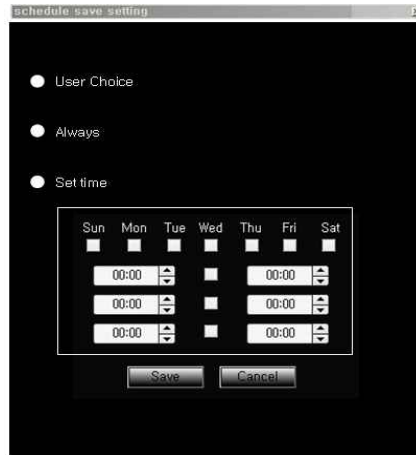 schedule save setting
User Choice
Always
Set time
Sun Mon Tue Wed Thu Fri Sat
00:00 00:00
00:00 00:00
00:00 00:00
Save Cancel